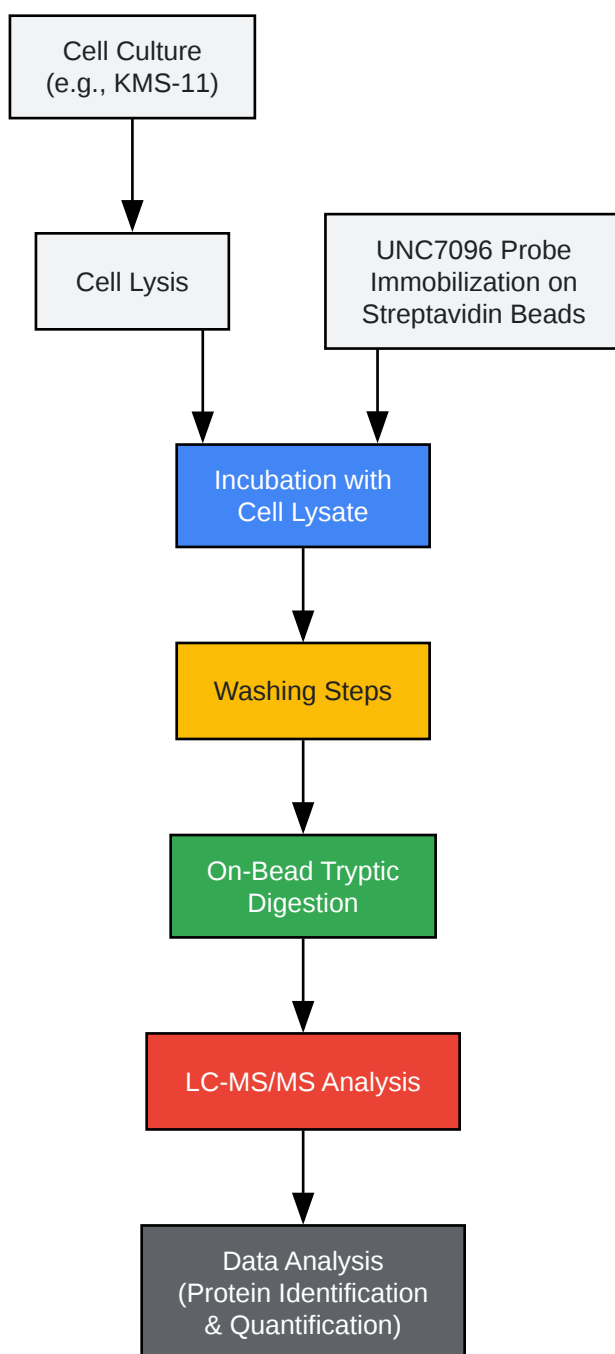 Cell Culture
(e.g., KMS-11)
Cell Lysis
UNC7096 Probe
Immobilization on
Streptavidin Beads
Incubation with
Cell Lysate
Washing Steps
On-Bead Tryptic
Digestion
LC-MS/MS Analysis
Data Analysis
(Protein Identification
& Quantification)